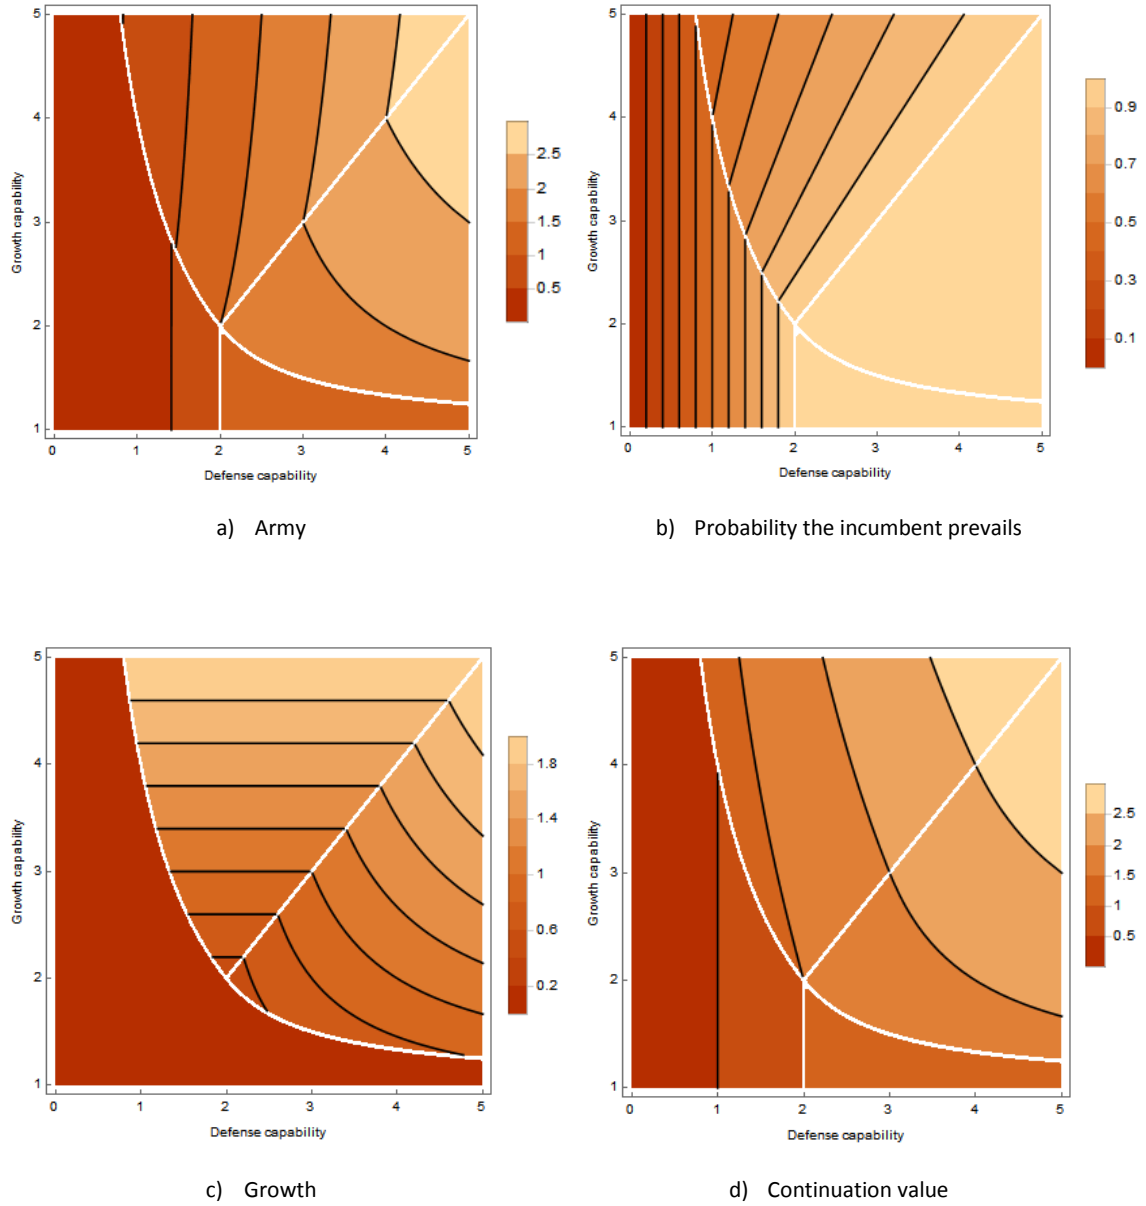 5
4
3
2
1
0 1 2 3 4 5
Growth capability
Defense capability
2.5
2
1.5
1
0.5
a) Army
5
4
3
2
1
0 1 2 3 4 5
Growth capability
Defense capability
0.9
0.7
0.5
0.3
0.1
b) Probability the incumbent prevails
5
4
3
2
1
0 1 2 3 4 5
Growth capability
Defense capability
1.8
1.4
1
0.6
0.2
c) Growth
5
4
3
2
1
0 1 2 3 4 5
Growth capability
Defense capability
2.5
2
1.5
1
0.5
d) Continuation value